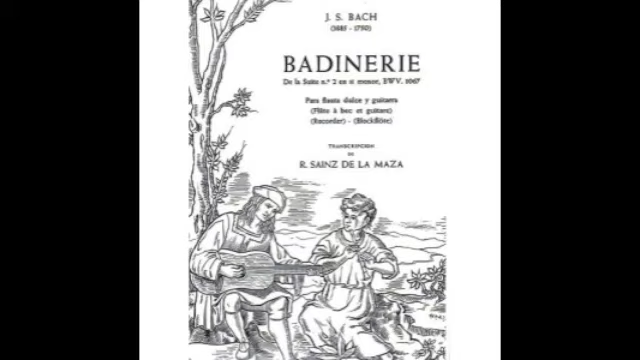 J. S. BACH
(1685 - 1750)
BADINERIE
De la Suite n.º 2 en si menor, BWV. 1067
Para flauta dulce y guitarra
(Flûte à bec et guitare)
(Recorder) - (Blockflöte)
TRANSCRIPCION
DE
R. SAINZ DE LA MAZA